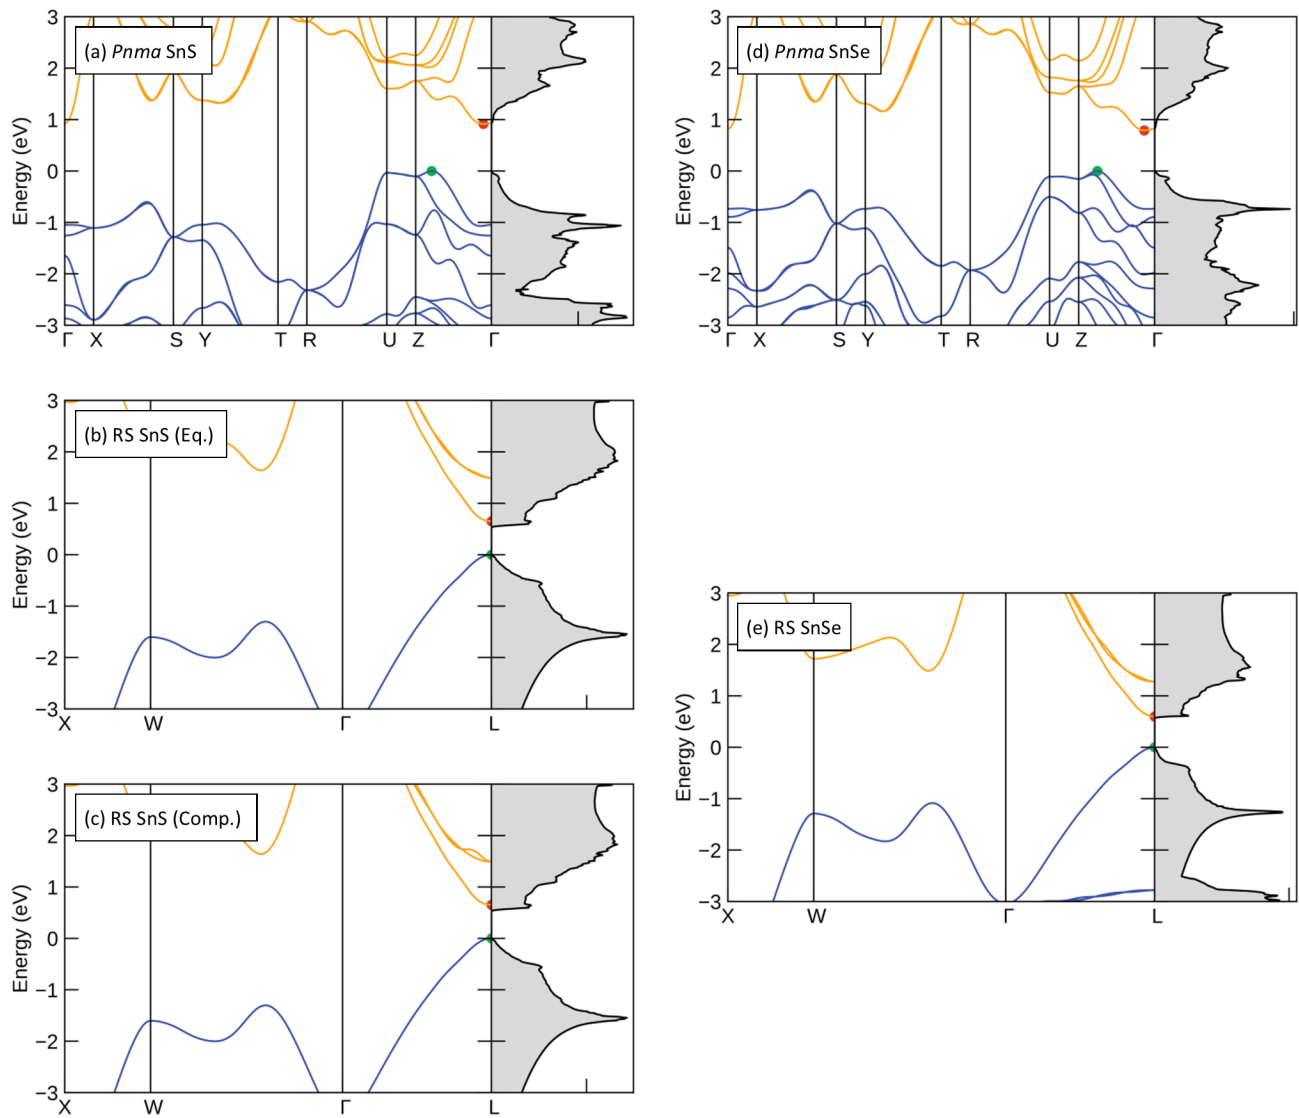 (a) Pnma SnS
3
2
1
0
−1
−2
−3
Energy (eV)
Γ X S Y T R U Z Γ
(d) Pnma SnSe
3
2
1
0
−1
−2
−3
Energy (eV)
Γ X S Y T R U Z Γ
(b) RS SnS (Eq.)
3
2
1
0
−1
−2
−3
Energy (eV)
X W Γ L
(e) RS SnSe
3
2
1
0
−1
−2
−3
Energy (eV)
X W Γ L
(c) RS SnS (Comp.)
3
2
1
0
−1
−2
−3
Energy (eV)
X W Γ L